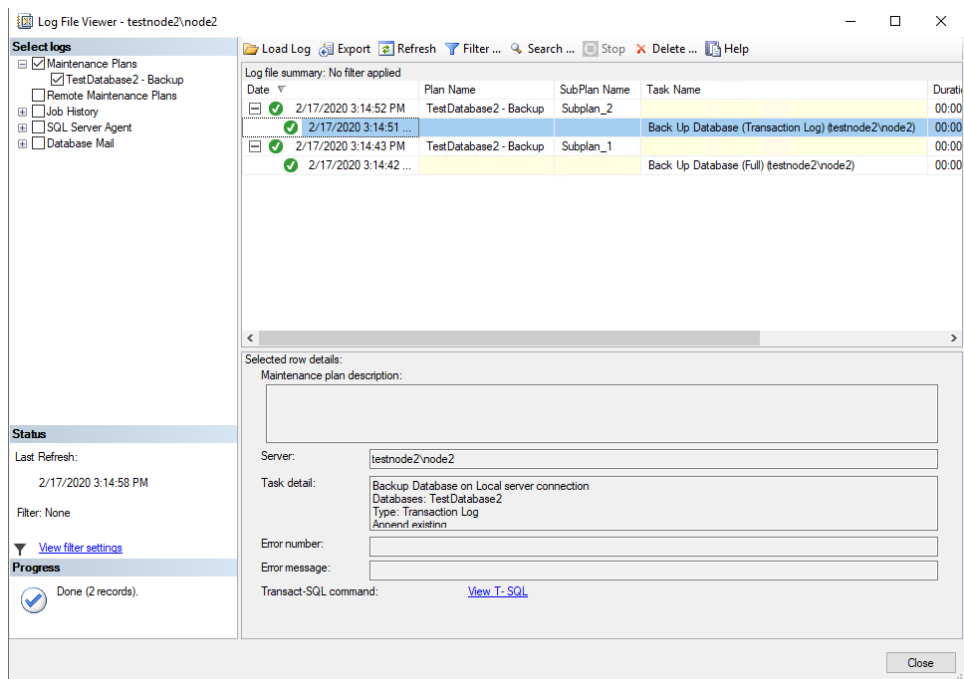 Log File Viewer - testnode2\node2
Select logs
Maintenance Plans
TestDatabase2 - Backup
Remote Maintenance Plans
Job History
SQL Server Agent
Database Mail
Status
Last Refresh:
2/17/2020 3:14:58 PM
Filter: None
View filter settings
Progress
Done (2 records).
Load Log Export Refresh Filter ... Search ... Stop Delete ... Help
Log file summary: No filter applied
Date Plan Name SubPlan Name Task Name Durati
2/17/2020 3:14:52 PM TestDatabase2 - Backup Subplan_2 00:00
2/17/2020 3:14:51 ... Back Up Database (Transaction Log) (testnode2\node2) 00:00
2/17/2020 3:14:43 PM TestDatabase2 - Backup Subplan_1 00:00
2/17/2020 3:14:42 ... Back Up Database (Full) (testnode2\node2) 00:00
Selected row details:
Maintenance plan description:
Server: testnode2\node2
Task detail: Backup Database on Local server connection
Databases: TestDatabase2
Type: Transaction Log
Append existing
Error number:
Error message:
Transact-SQL command: View T- SQL
Close